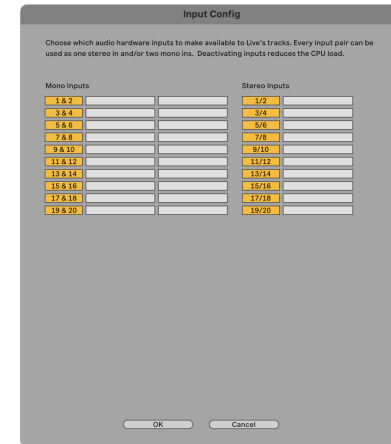 Input Config
Choose which audio hardware inputs to make available to Live's tracks. Every input pair can be
used as one stereo in and/or two mono ins.  Deactivating inputs reduces the CPU load.
Mono Inputs
Stereo Inputs
1 & 2
1/2
3 & 4
3/4
5 & 6
5/6
7 & 8
7/8
9 & 10
9/10
11 & 12
11/12
13 & 14
13/14
15 & 16
15/16
17 & 18
17/18
19 & 20
19/20
OK
Cancel